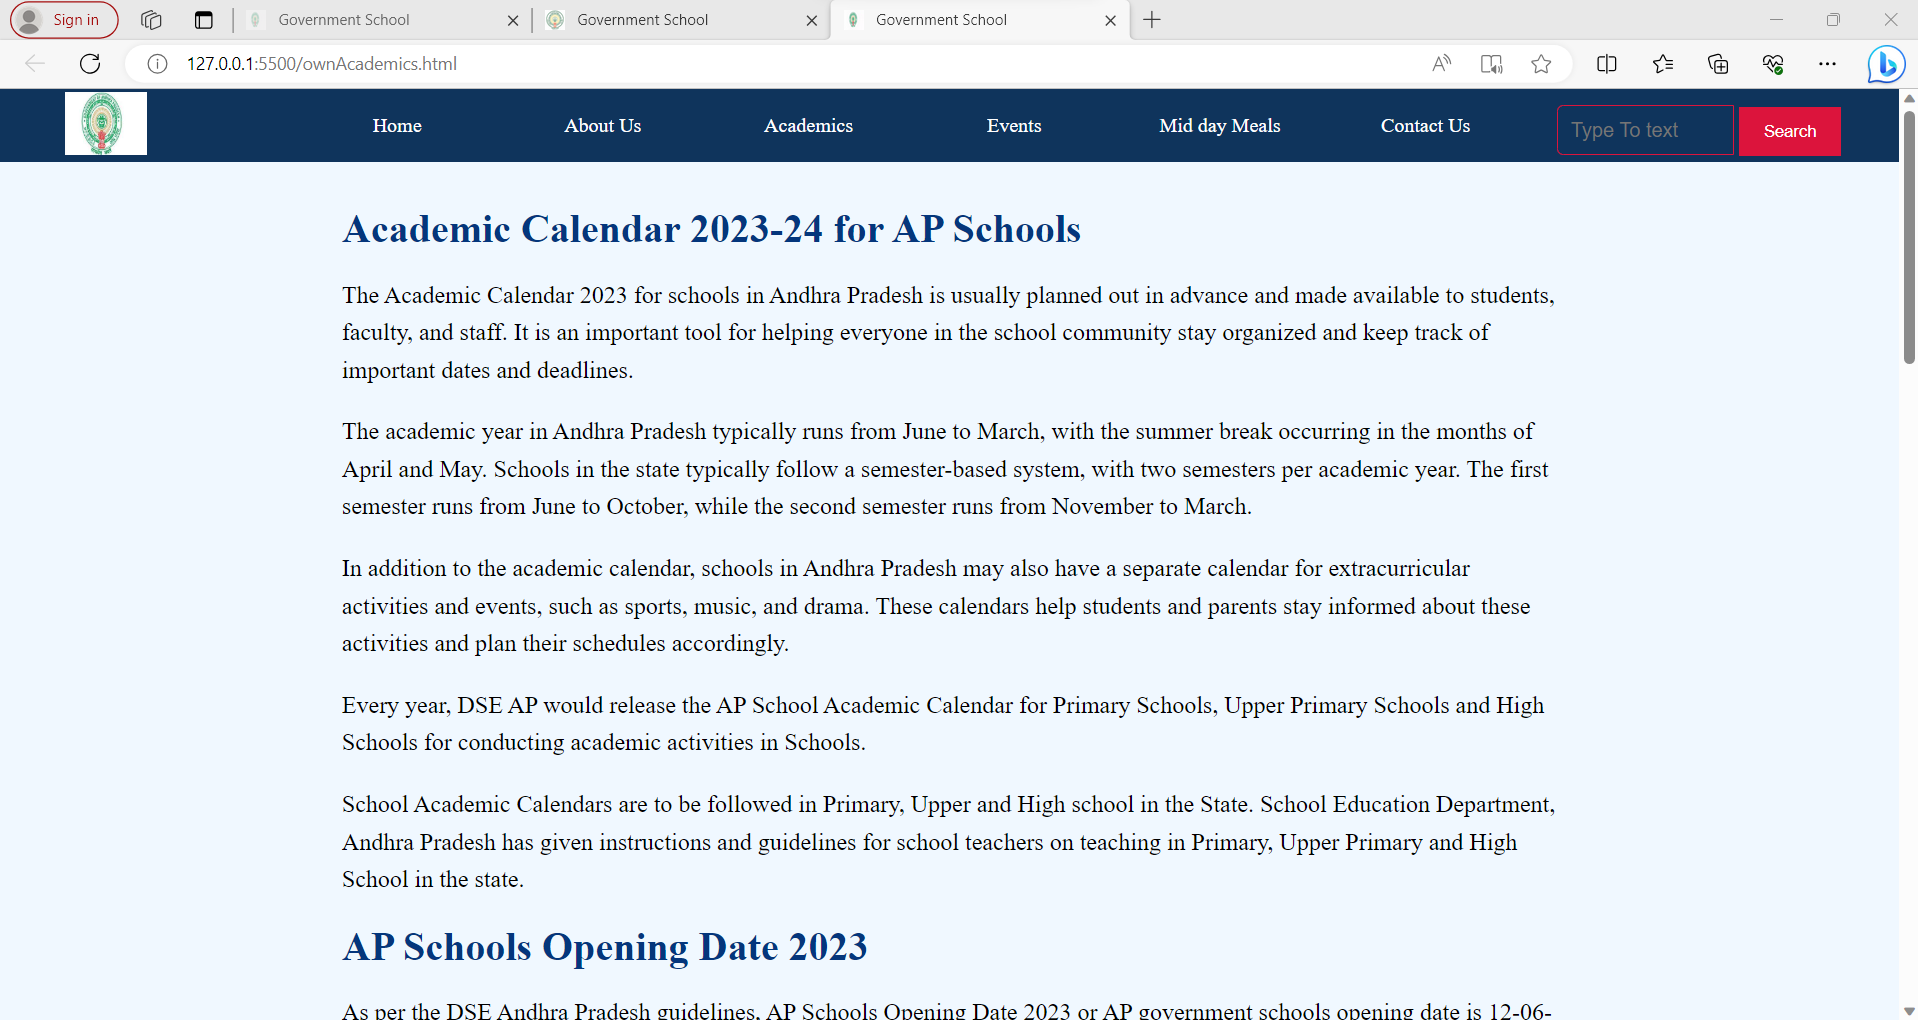 Sign in
Government School
Government School
Government School
127.0.0.1:5500/ownAcademics.html
Home
About Us
Academics
Events
Mid day Meals
Contact Us
Type To text
Search
Academic Calendar 2023-24 for AP Schools
The Academic Calendar 2023 for schools in Andhra Pradesh is usually planned out in advance and made available to students,
faculty, and staff. It is an important tool for helping everyone in the school community stay organized and keep track of
important dates and deadlines.
The academic year in Andhra Pradesh typically runs from June to March, with the summer break occurring in the months of
April and May. Schools in the state typically follow a semester-based system, with two semesters per academic year. The first
semester runs from June to October, while the second semester runs from November to March.
In addition to the academic calendar, schools in Andhra Pradesh may also have a separate calendar for extracurricular
activities and events, such as sports, music, and drama. These calendars help students and parents stay informed about these
activities and plan their schedules accordingly.
Every year, DSE AP would release the AP School Academic Calendar for Primary Schools, Upper Primary Schools and High
Schools for conducting academic activities in Schools.
School Academic Calendars are to be followed in Primary, Upper and High school in the State. School Education Department,
Andhra Pradesh has given instructions and guidelines for school teachers on teaching in Primary, Upper Primary and High
School in the state.
AP Schools Opening Date 2023
As per the DSE Andhra Pradesh guidelines, AP Schools Opening Date 2023 or AP government schools opening date is 12-06-